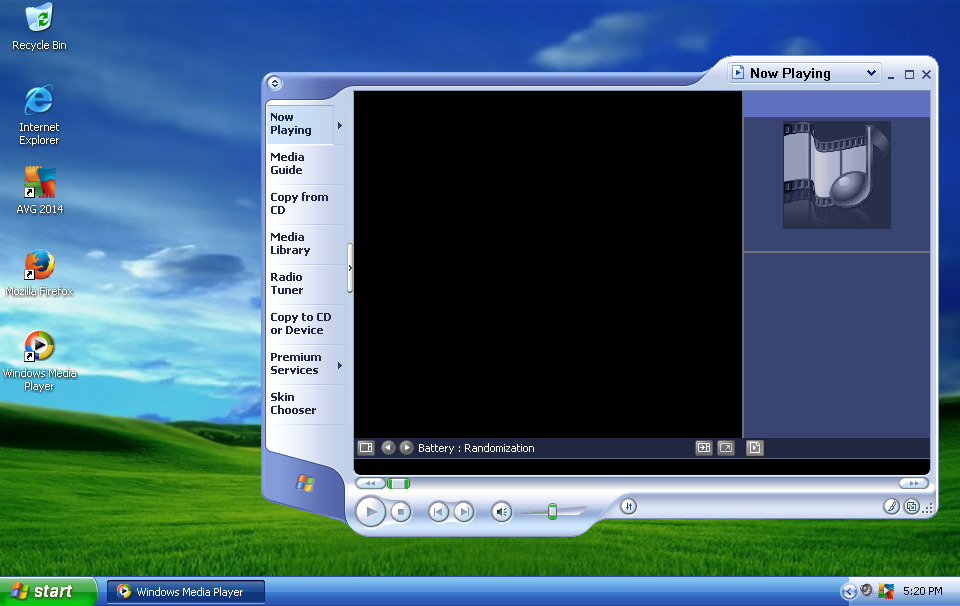 Recycle Bin
Internet
Explorer
AVG 2014
Mozilla Firefox
Windows Media
Player
Now Playing
Now
Playing
Media
Guide
Copy from
CD
Media
Library
Radio
Tuner
Copy to CD
or Device
Premium
Services
Skin
Chooser
Battery : Randomization
start
Windows Media Player
5:20 PM